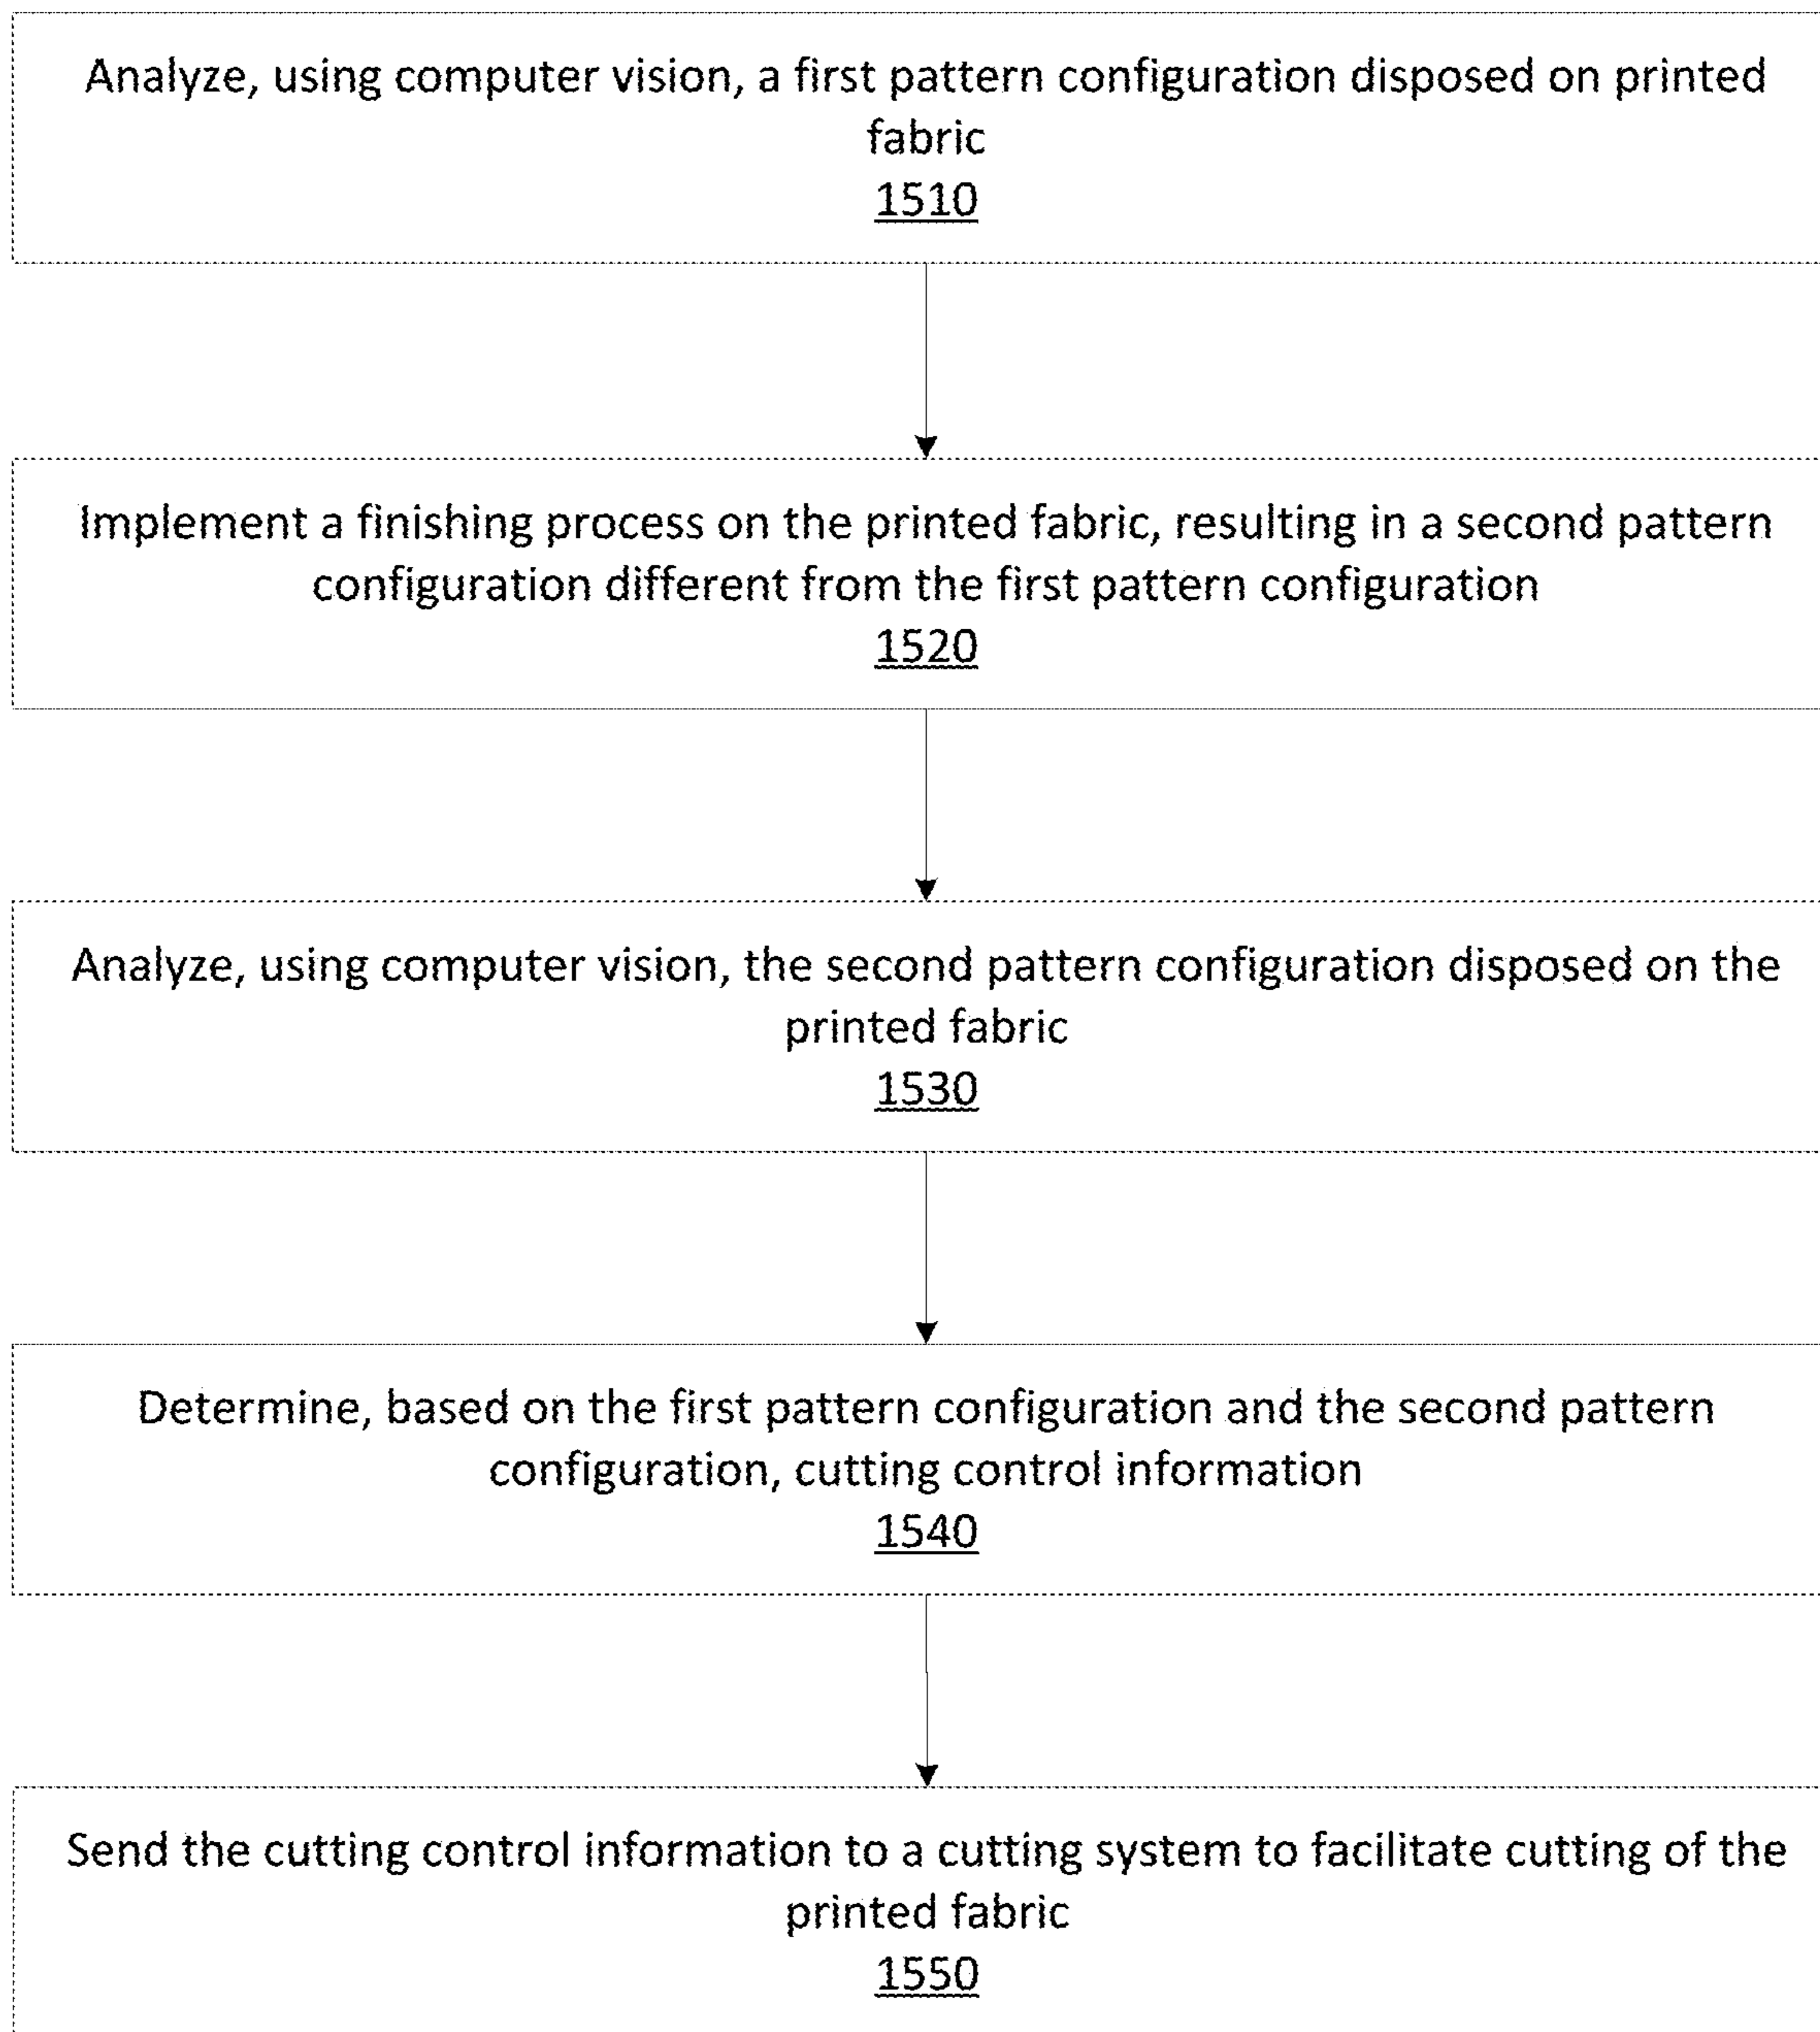 Analyze, using computer vision, a first pattern configuration disposed on printed
fabric
1510
Implement a finishing process on the printed fabric, resulting in a second pattern
configuration different from the first pattern configuration
1520
Analyze, using computer vision, the second pattern configuration disposed on the
printed fabric
1530
Determine, based on the first pattern configuration and the second pattern
configuration, cutting control information
1540
Send the cutting control information to a cutting system to facilitate cutting of the
printed fabric
1550